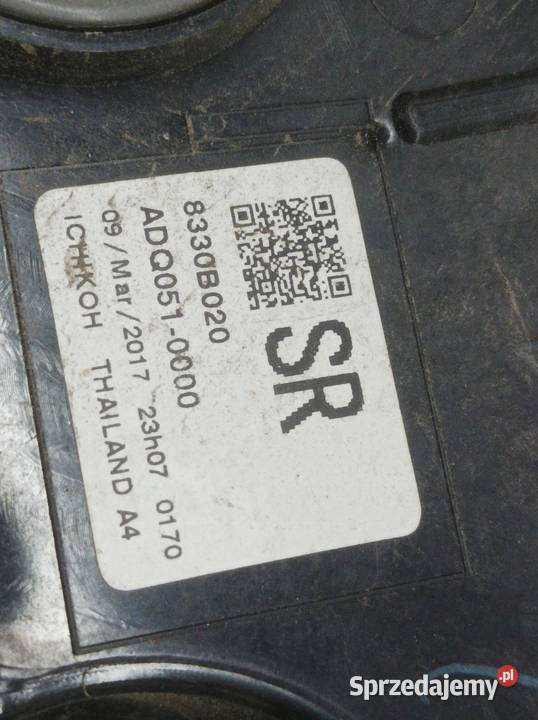 SR
8330B020
ADQ051-0000
09/Mar/2017 23h07 0170
ICHIKOH THAILAND A4
Sprzedajemy.pl